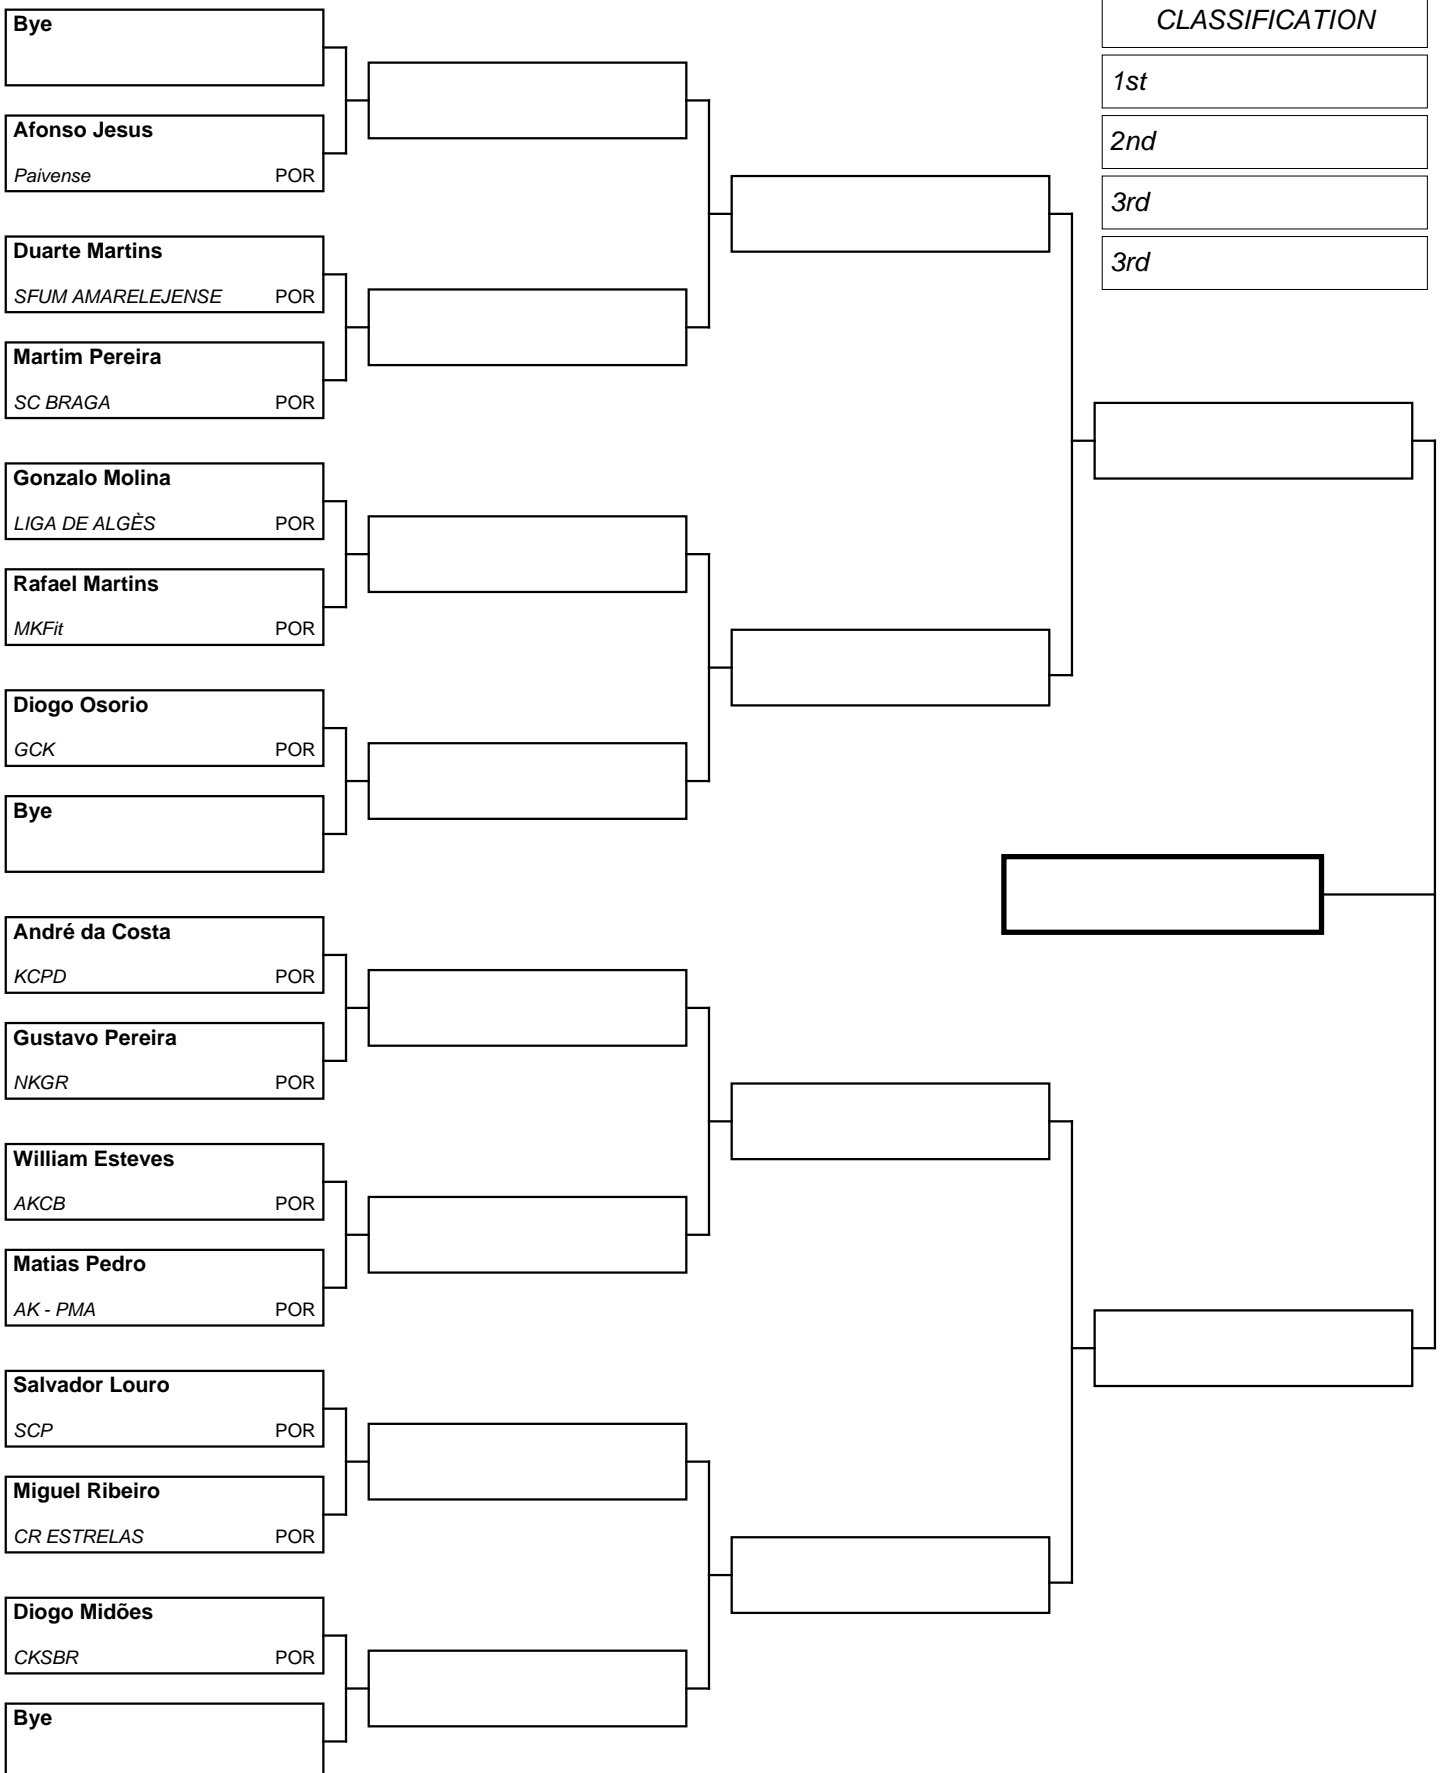 Bye
Afonso Jesus
Paivense POR
Duarte Martins
SFUM AMARELEJENSE POR
Martim Pereira
SC BRAGA POR
Gonzalo Molina
LIGA DE ALGÈS POR
Rafael Martins
MKFit POR
Diogo Osorio
GCK POR
Bye
André da Costa
KCPD POR
Gustavo Pereira
NKGR POR
William Esteves
AKCB POR
Matias Pedro
AK - PMA POR
Salvador Louro
SCP POR
Miguel Ribeiro
CR ESTRELAS POR
Diogo Midões
CKSBR POR
Bye
CLASSIFICATION
1st
2nd
3rd
3rd